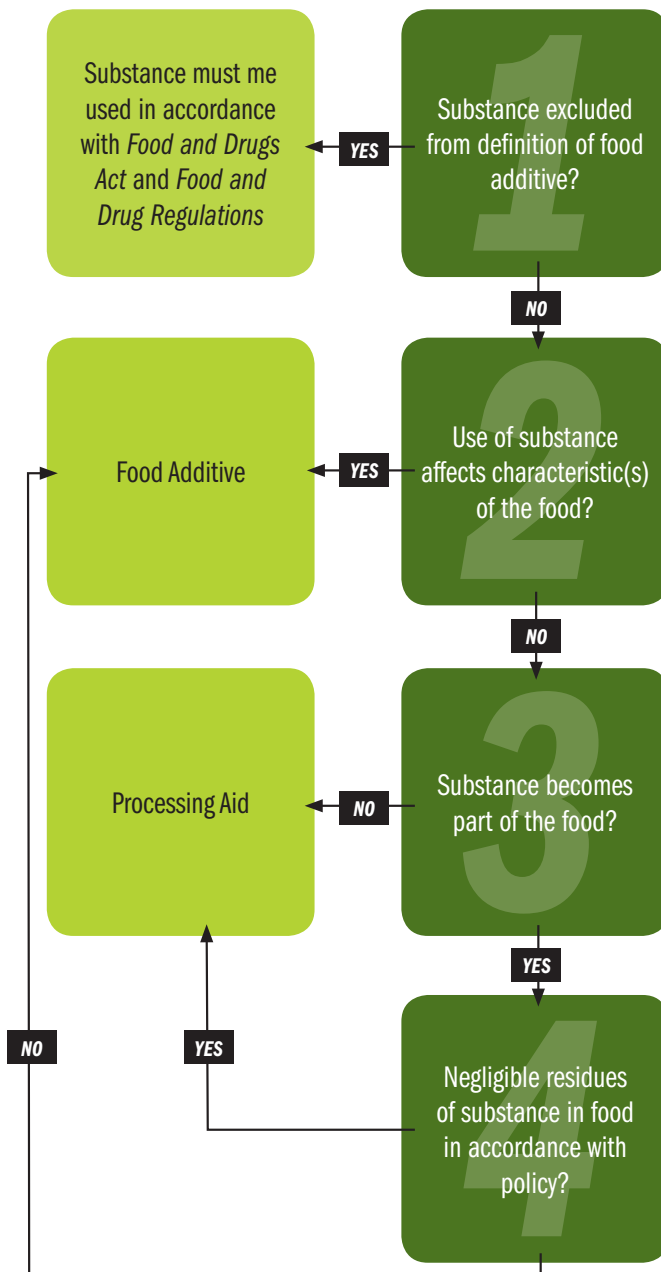 Substance must me
used in accordance
with Food and Drugs
Act and Food and
Drug Regulations
YES
1
Substance excluded
from definition of food
additive?
NO
Food Additive
YES
2
Use of substance
affects characteristic(s)
of the food?
NO
Processing Aid
NO
3
Substance becomes
part of the food?
YES
NO
YES
4
Negligible residues
of substance in food
in accordance with
policy?